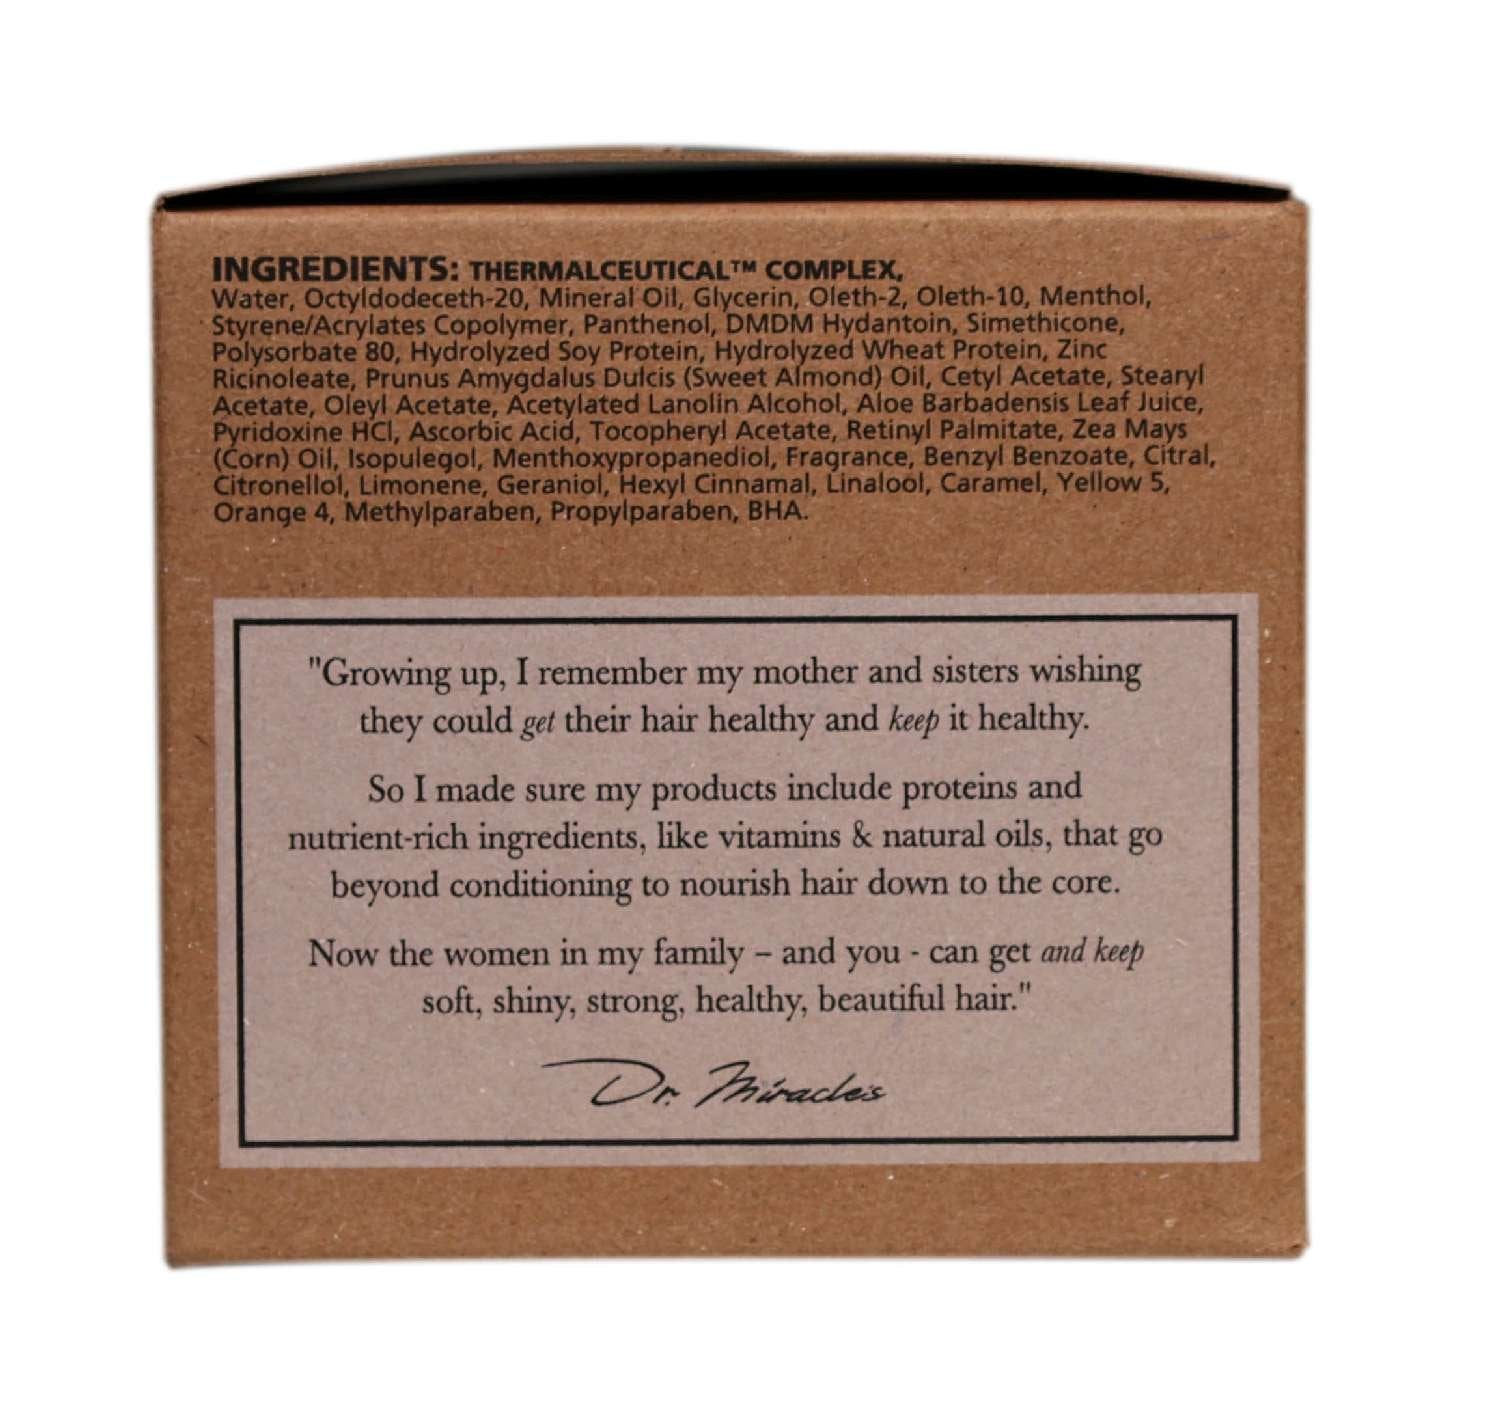 INGREDIENTS: THERMALCEUTICAL™ COMPLEX,
Water, Octyldodeceth-20, Mineral Oil, Glycerin, Oleth-2, Oleth-10, Menthol,
Styrene/Acrylates Copolymer, Panthenol, DMDM Hydantoin, Simethicone,
Polysorbate 80, Hydrolyzed Soy Protein, Hydrolyzed Wheat Protein, Zinc
Ricinoleate, Prunus Amygdalus Dulcis (Sweet Almond) Oil, Cetyl Acetate, Stearyl
Acetate, Oleyl Acetate, Acetylated Lanolin Alcohol, Aloe Barbadensis Leaf Juice,
Pyridoxine HCl, Ascorbic Acid, Tocopheryl Acetate, Retinyl Palmitate, Zea Mays
(Corn) Oil, Isopulegol, Menthoxypropanediol, Fragrance, Benzyl Benzoate, Citral,
Citronellol, Limonene, Geraniol, Hexyl Cinnamal, Linalool, Caramel, Yellow 5,
Orange 4, Methylparaben, Propylparaben, BHA.
"Growing up, I remember my mother and sisters wishing
they could get their hair healthy and keep it healthy.
So I made sure my products include proteins and
nutrient-rich ingredients, like vitamins & natural oils, that go
beyond conditioning to nourish hair down to the core.
Now the women in my family – and you - can get and keep
soft, shiny, strong, healthy, beautiful hair."
Dr. Miracle's